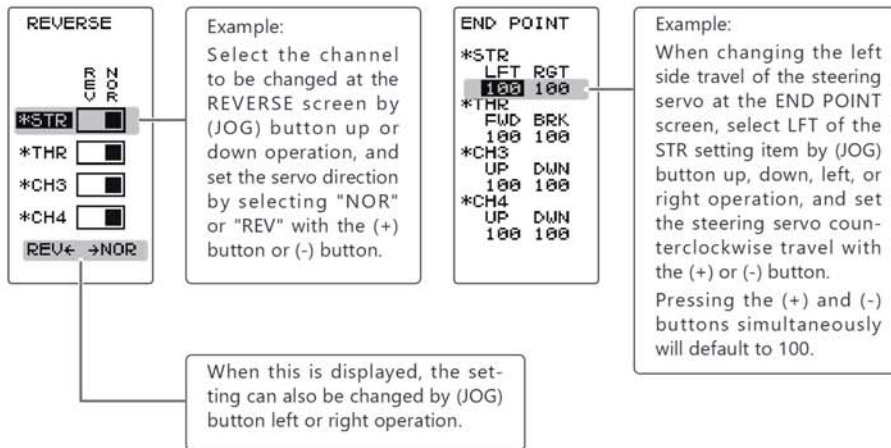 REVERSE
REV NOR
*STR
*THR
*CH3
*CH4
REV← →NOR
Example:
Select the channel
to be changed at the
REVERSE screen by
(JOG) button up or
down operation, and
set the servo direction
by selecting "NOR"
or "REV" with the (+)
button or (-) button.
When this is displayed, the set-
ting can also be changed by (JOG)
button left or right operation.
END POINT
*STR
LFT RGT
100 100
*THR
FWD BRK
100 100
*CH3
UP DWN
100 100
*CH4
UP DWN
100 100
Example:
When changing the left
side travel of the steering
servo at the END POINT
screen, select LFT of the
STR setting item by (JOG)
button up, down, left, or
right operation, and set
the steering servo coun-
terclockwise travel with
the (+) or (-) button.
Pressing the (+) and (-)
buttons simultaneously
will default to 100.